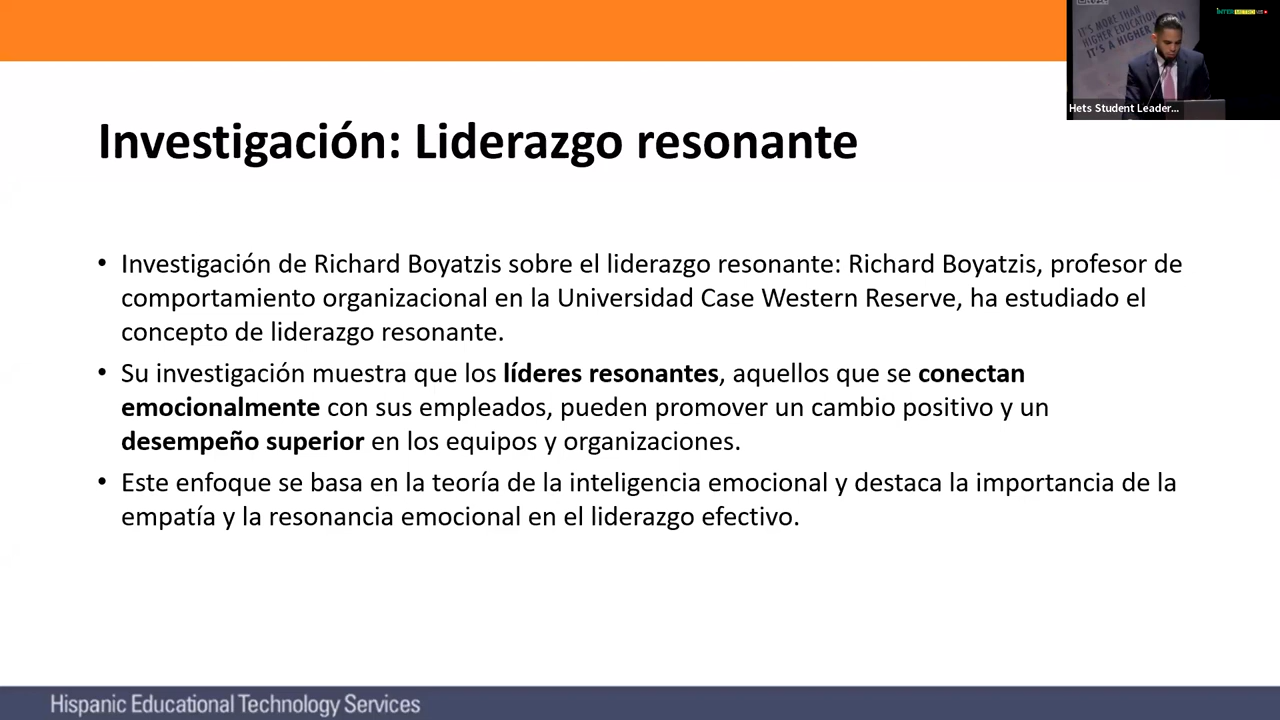 IT'S MORE THAN
HIGHER EDUCATION
IT'S A HIGHER
Hets Student Leader...
Investigación: Liderazgo resonante
• Investigación de Richard Boyatzis sobre el liderazgo resonante: Richard Boyatzis, profesor de
comportamiento organizacional en la Universidad Case Western Reserve, ha estudiado el
concepto de liderazgo resonante.
• Su investigación muestra que los líderes resonantes, aquellos que se conectan
emocionalmente con sus empleados, pueden promover un cambio positivo y un
desempeño superior en los equipos y organizaciones.
• Este enfoque se basa en la teoría de la inteligencia emocional y destaca la importancia de la
empatía y la resonancia emocional en el liderazgo efectivo.
Hispanic Educational Technology Services